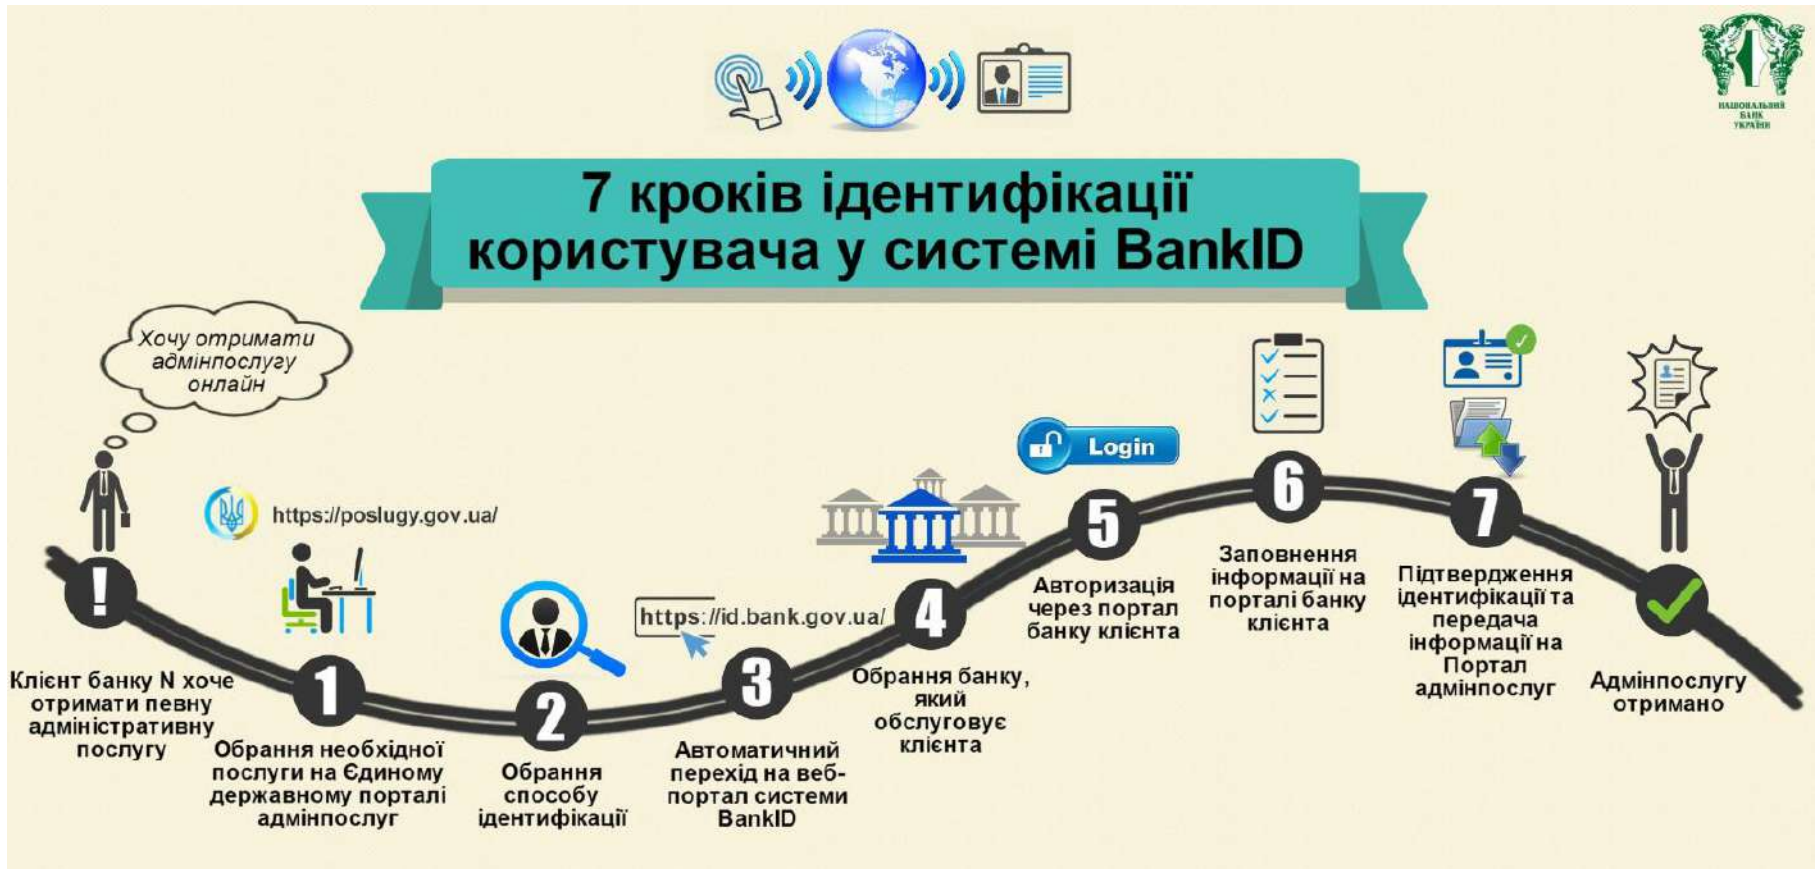 НАЦІОНАЛЬНИЙ
БАНК
УКРАЇНИ
7 кроків ідентифікації
користувача у системі BankID
Хочу отримати
адмінпослугу
онлайн
!
Клієнт банку N хоче
отримати певну
адміністративну
послугу
https://poslugy.gov.ua/
1
Обрання необхідної
послуги на Єдиному
державному порталі
адмінпослуг
2
Обрання
способу
ідентифікації
https://id.bank.gov.ua/
3
Автоматичний
перехід на веб-
портал системи
BankID
4
Обрання банку,
який
обслуговує
клієнта
Login
5
Авторизація
через портал
банку клієнта
6
Заповнення
інформації на
порталі банку
клієнта
7
Підтвердження
ідентифікації та
передача
інформації на
Портал
адмінпослуг
Адмінпослугу
отримано